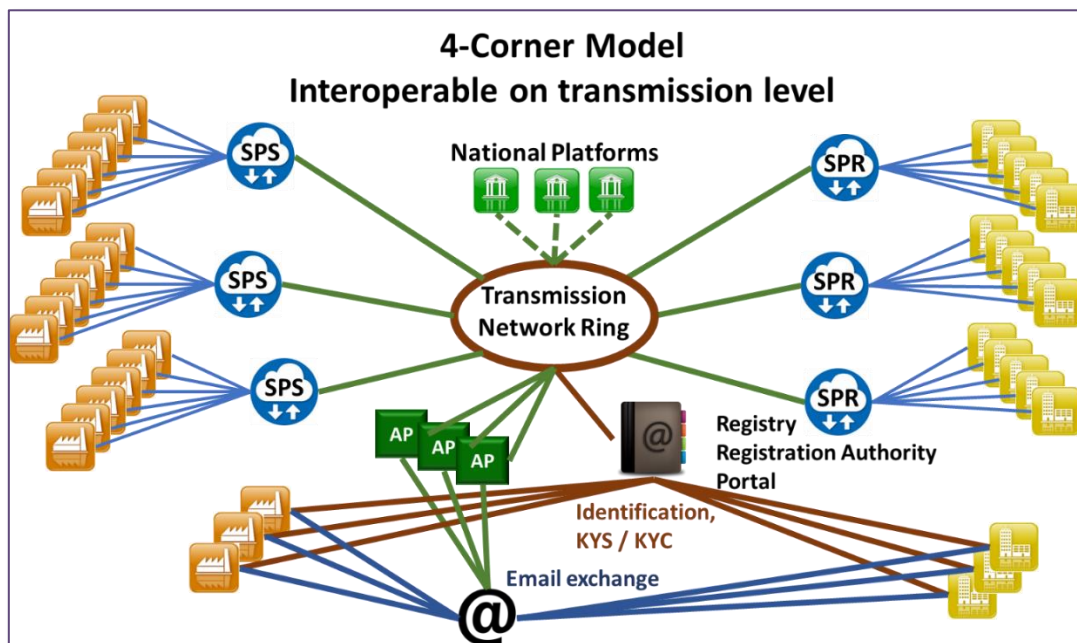 4-Corner Model
Interoperable on transmission level
SPS
National Platforms
SPR
SPS
Transmission
Network Ring
SPR
SPS
SPR
AP
AP
AP
@
Registry
Registration Authority
Portal
Identification,
KYS / KYC
Email exchange
@